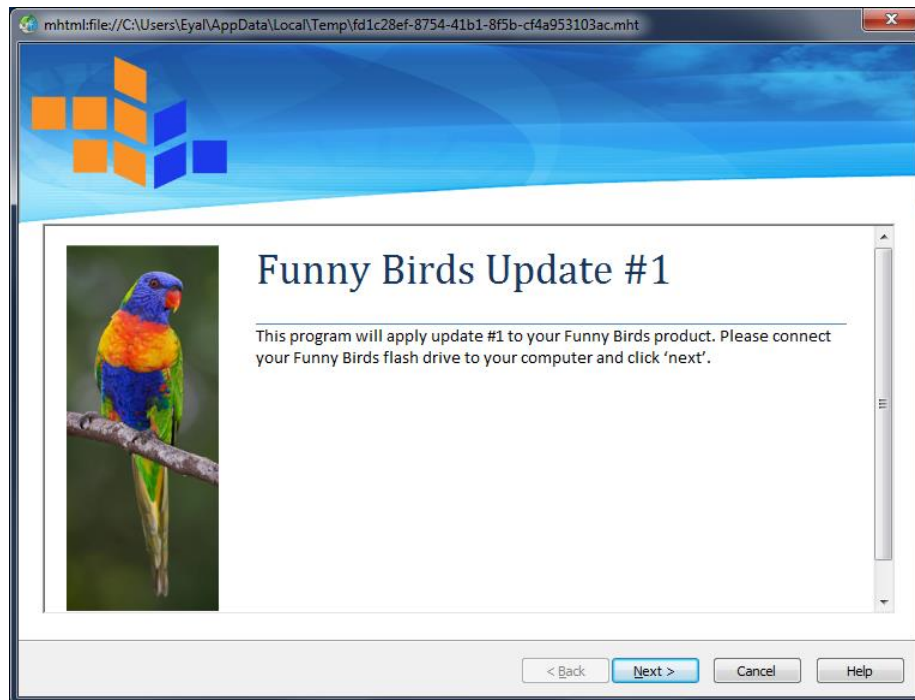 mhtml:file://C:\Users\Eyal\AppData\Local\Temp\fd1c28ef-8754-41b1-8f5b-cf4a953103ac.mht
Funny Birds Update #1
This program will apply update #1 to your Funny Birds product. Please connect
your Funny Birds flash drive to your computer and click ‘next’.
< Back
Next >
Cancel
Help